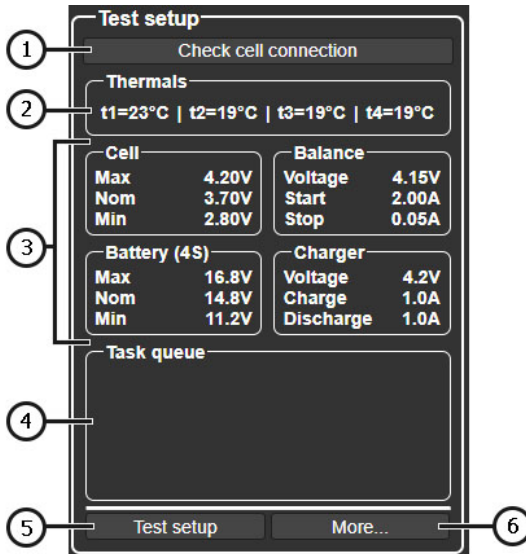 Test setup
1
Check cell connection
Thermals
2
t1=23°C | t2=19°C | t3=19°C | t4=19°C
3
Cell
Max 4.20V
Nom 3.70V
Min 2.80V
Balance
Voltage 4.15V
Start 2.00A
Stop 0.05A
Battery (4S)
Max 16.8V
Nom 14.8V
Min 11.2V
Charger
Voltage 4.2V
Charge 1.0A
Discharge 1.0A
Task queue
4
5
Test setup
More...
6